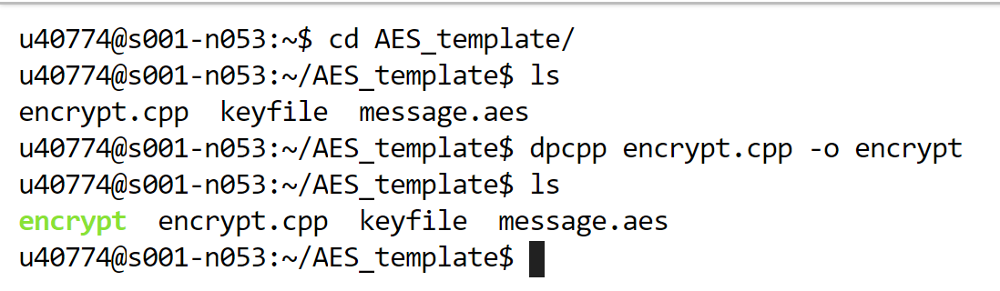 u40774@s001-n053:~$ cd AES_template/
u40774@s001-n053:~/AES_template$ ls
encrypt.cpp  keyfile  message.aes
u40774@s001-n053:~/AES_template$ dpcpp encrypt.cpp -o encrypt
u40774@s001-n053:~/AES_template$ ls
encrypt  encrypt.cpp  keyfile  message.aes
u40774@s001-n053:~/AES_template$